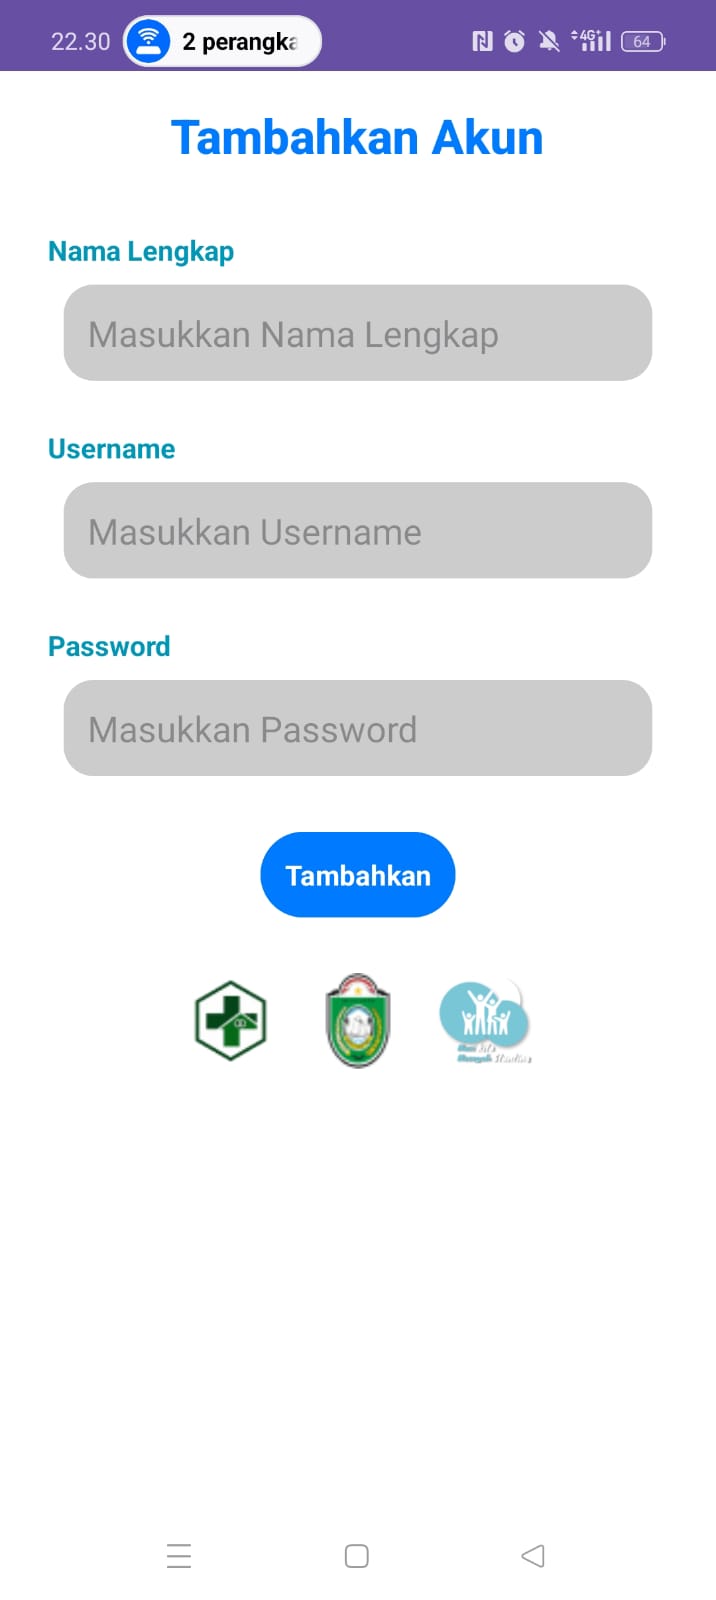 22.30
2 perangka
4G+
64
Tambahkan Akun
Nama Lengkap
Masukkan Nama Lengkap
Username
Masukkan Username
Password
Masukkan Password
Tambahkan